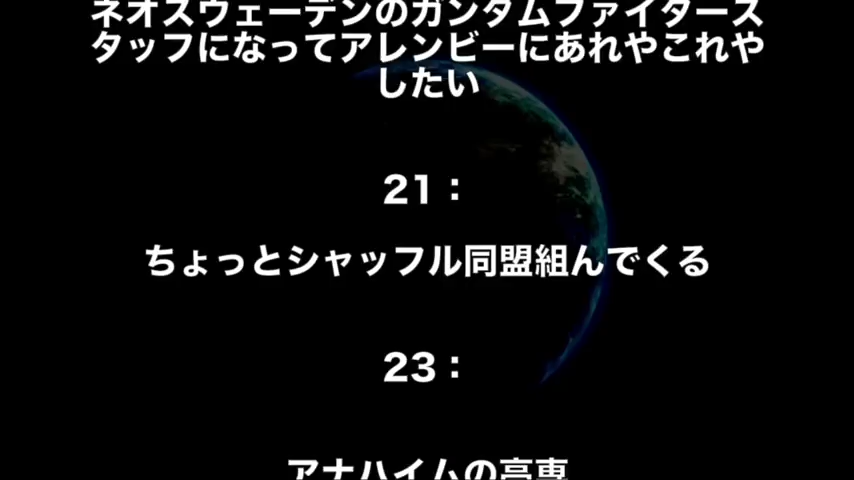 ネオスウェーデンのガンダムファイタース
タッフになってアレンビーにあれやこれや
したい
21：
ちょっとシャッフル同盟組んでくる
23：
アナハイムの高専